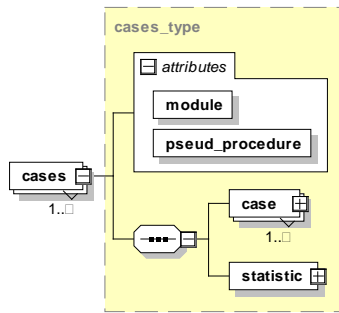 cases_type
attributes
module
pseud_procedure
cases
1..□
case
1..□
statistic